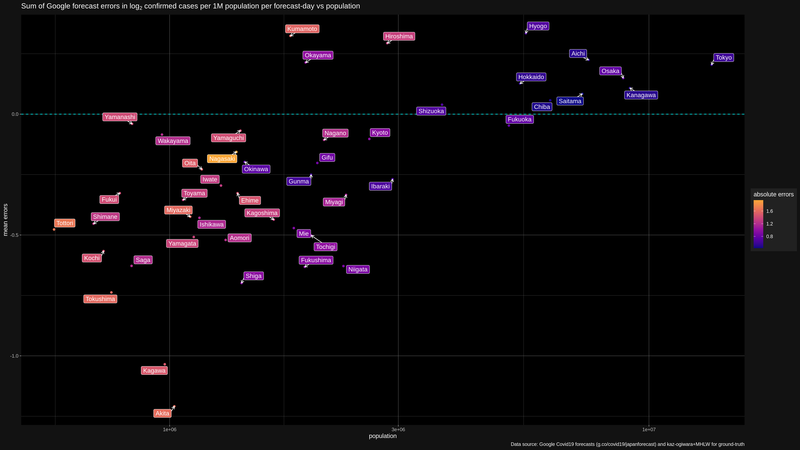 Sum of Google forecast errors in log2 confirmed cases per 1M population per forecast-day vs population
Hyogo
Kumamoto
Hiroshima
Okayama
Aichi
Tokyo
Osaka
Hokkaido
Kanagawa
Saitama
Chiba
Shizuoka
0.0
Yamanashi
Fukuoka
Nagano
Kyoto
Wakayama
Yamaguchi
Nagasaki
Gifu
Oita
Okinawa
Iwate
Gunma
Ibaraki
absolute errors
Toyama
Fukui
Ehime
Miyagi
1.6
Miyazaki
Kagoshima
Shimane
1.2
mean errors
Tottori
Ishikawa
0.8
Mie
-0.5
Aomori
Yamagata
Tochigi
Kochi
Saga
Fukushima
Niigata
Shiga
Tokushima
-1.0
Kagawa
Akita
1e+06
3e+06
1e+07
population
Data source: Google Covid19 forecasts (g.co/covid19/japanforecast) and kaz-ogiwara+MHLW for ground-truth